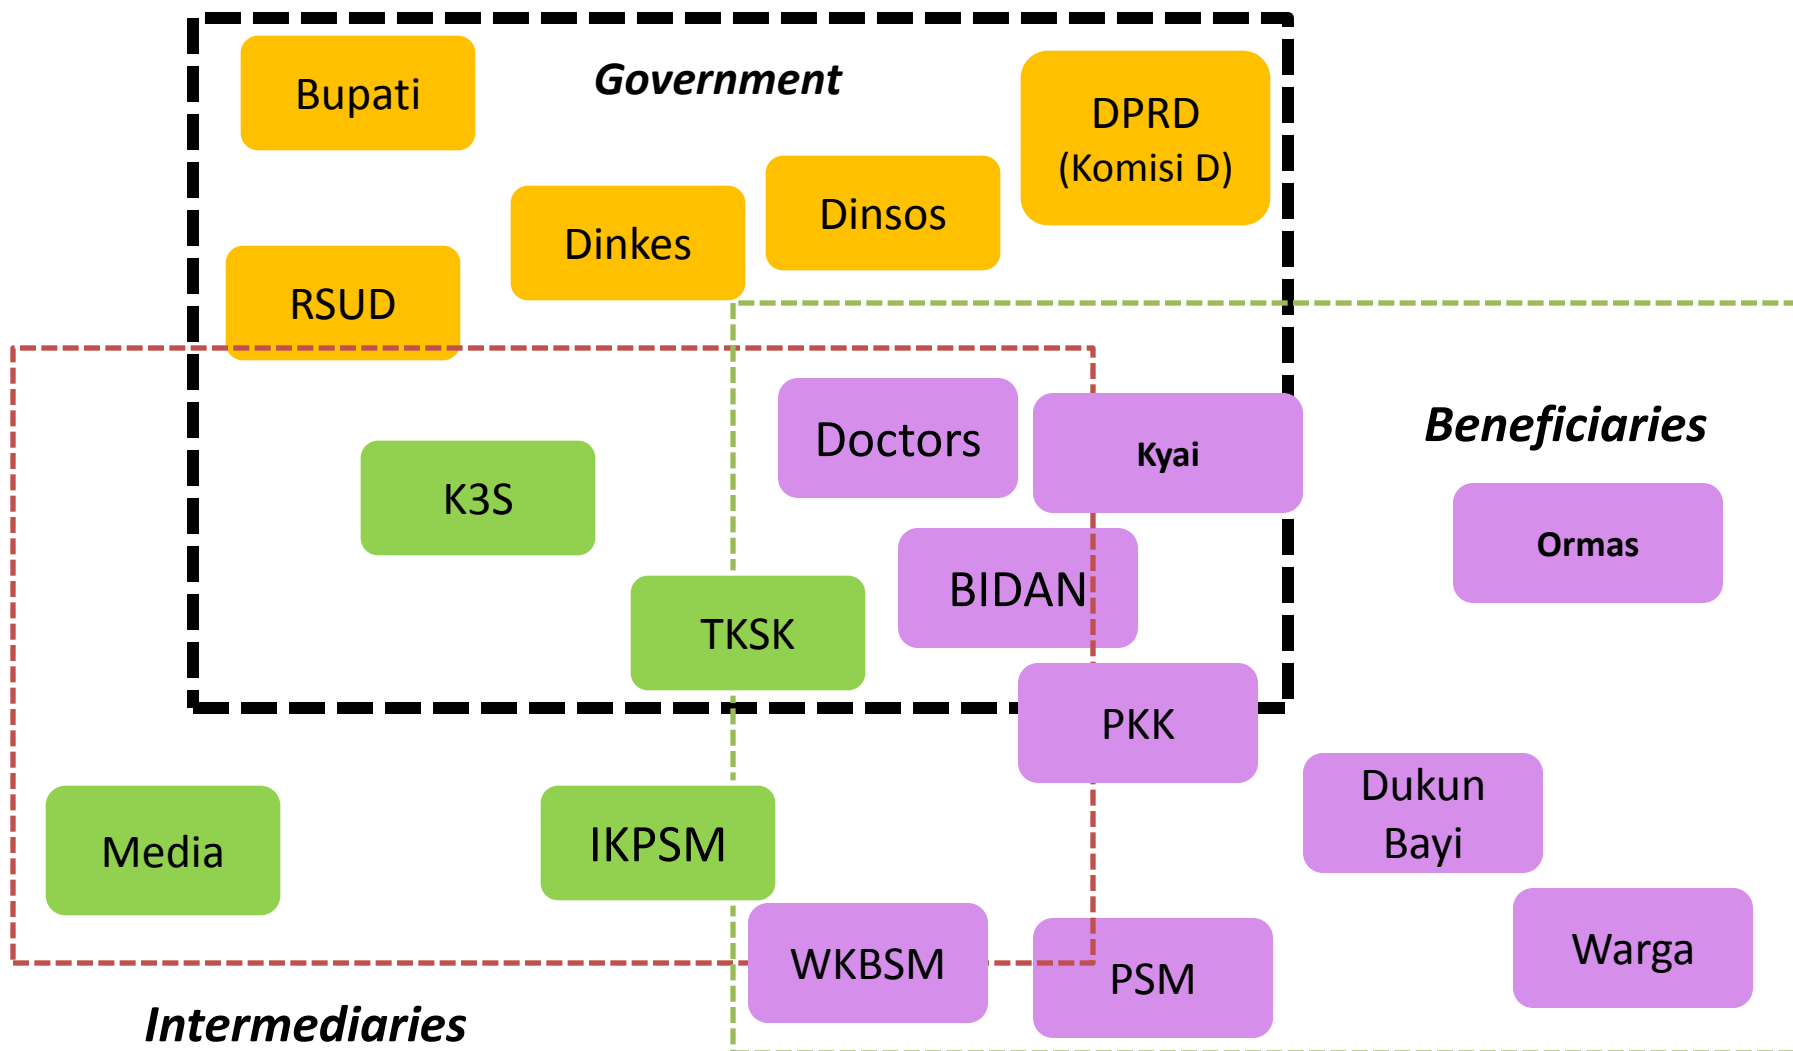 Bupati
Government
DPRD
(Komisi D)
Dinsos
Dinkes
RSUD
Doctors
Kyai
Beneficiaries
K3S
Ormas
BIDAN
TKSK
PKK
Dukun
Bayi
Media
IKPSM
WKBSM
PSM
Warga
Intermediaries